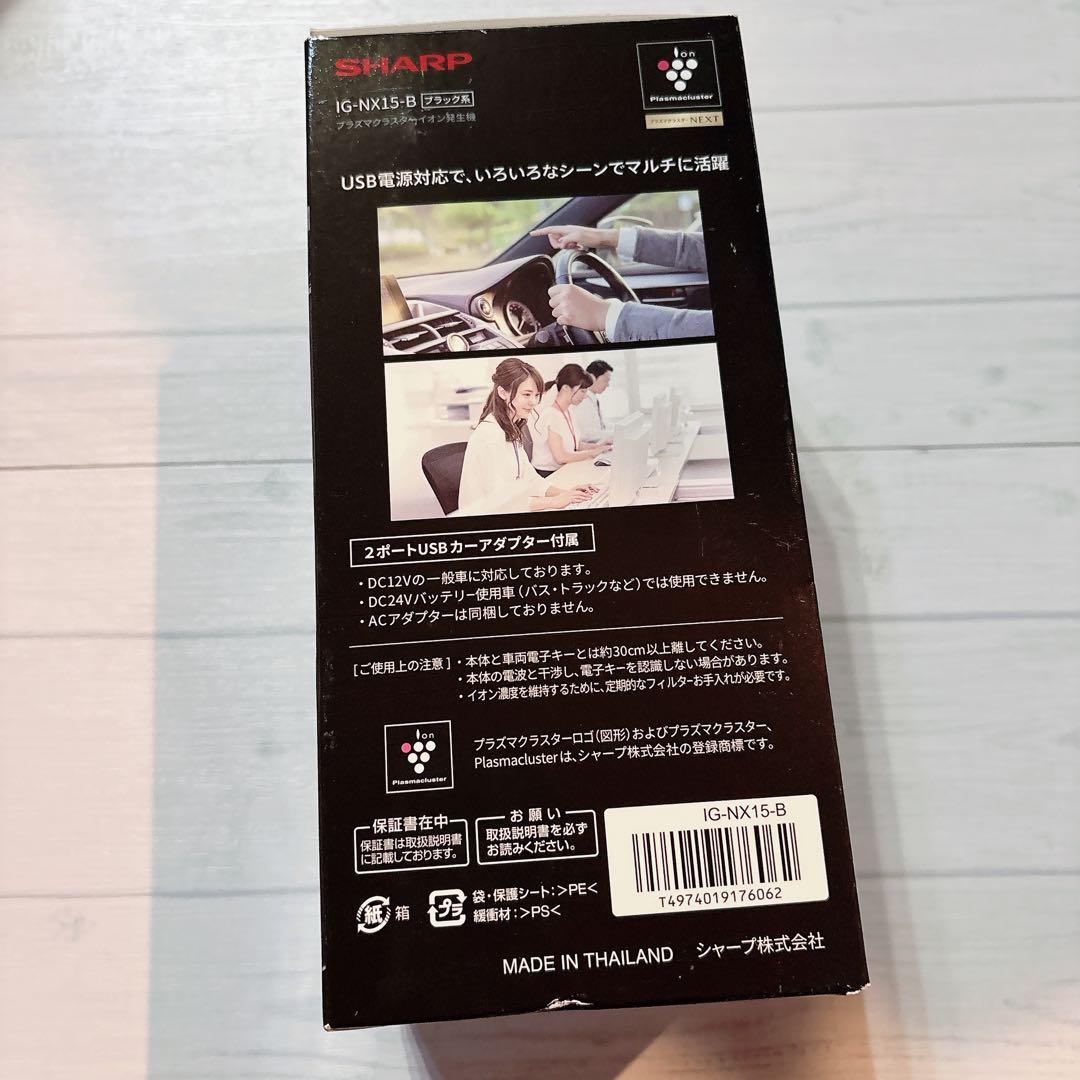 SHARP
IG-NX15-B ブラック系
プラズマクラスターイオン発生機
Ion
Plasmacluster
プラズマクラスターNEXT
USB電源対応で、いろいろなシーンでマルチに活躍
2ポートUSBカーアダプター付属
・DC12Vの一般車に対応しております。
・DC24Vバッテリー使用車(バス・トラックなど)では使用できません。
・ACアダプターは同梱しておりません。
[ご使用上の注意]・本体と車両電子キーとは約30cm以上離してください。
・本体の電波と干渉し、電子キーを認識しない場合があります。
・イオン濃度を維持するために、定期的なフィルターお手入れが必要です。
Ion
Plasmacluster
プラズマクラスターロゴ(図形)およびプラズマクラスター、
Plasmaclusterは、シャープ株式会社の登録商標です。
保証書在中
保証書は取扱説明書
に記載しております。
お願い
取扱説明書を必ず
お読みください。
IG-NX15-B
T4974019176062
紙 箱
プラ 袋・保護シート:>PE<
緩衝材:>PS<
MADE IN THAILAND シャープ株式会社